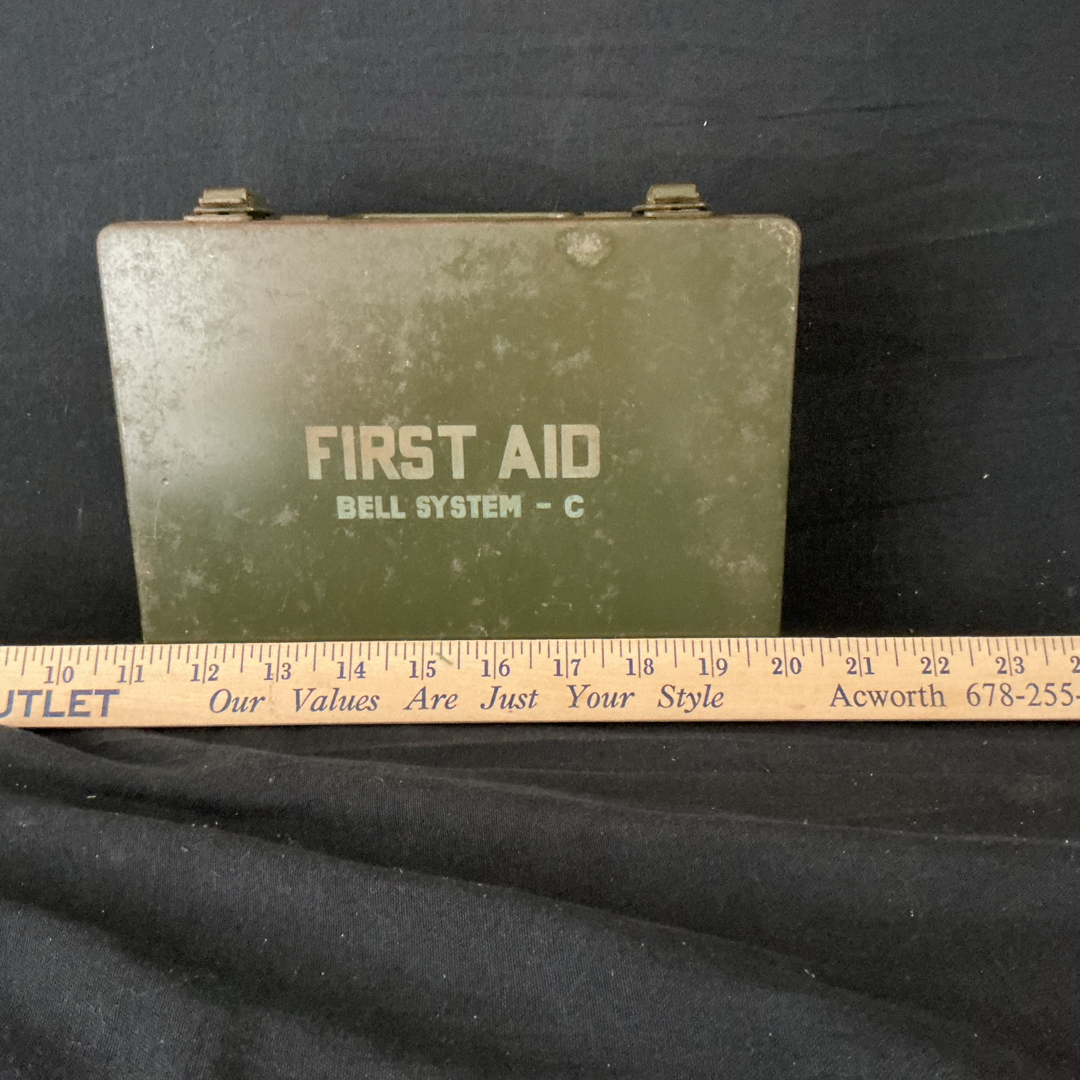 FIRST AID
BELL SYSTEM - C
10 11 12 13 14 15 16 17 18 19 20 21 22 23 2
UTLET Our Values Are Just Your Style Acworth 678-255-